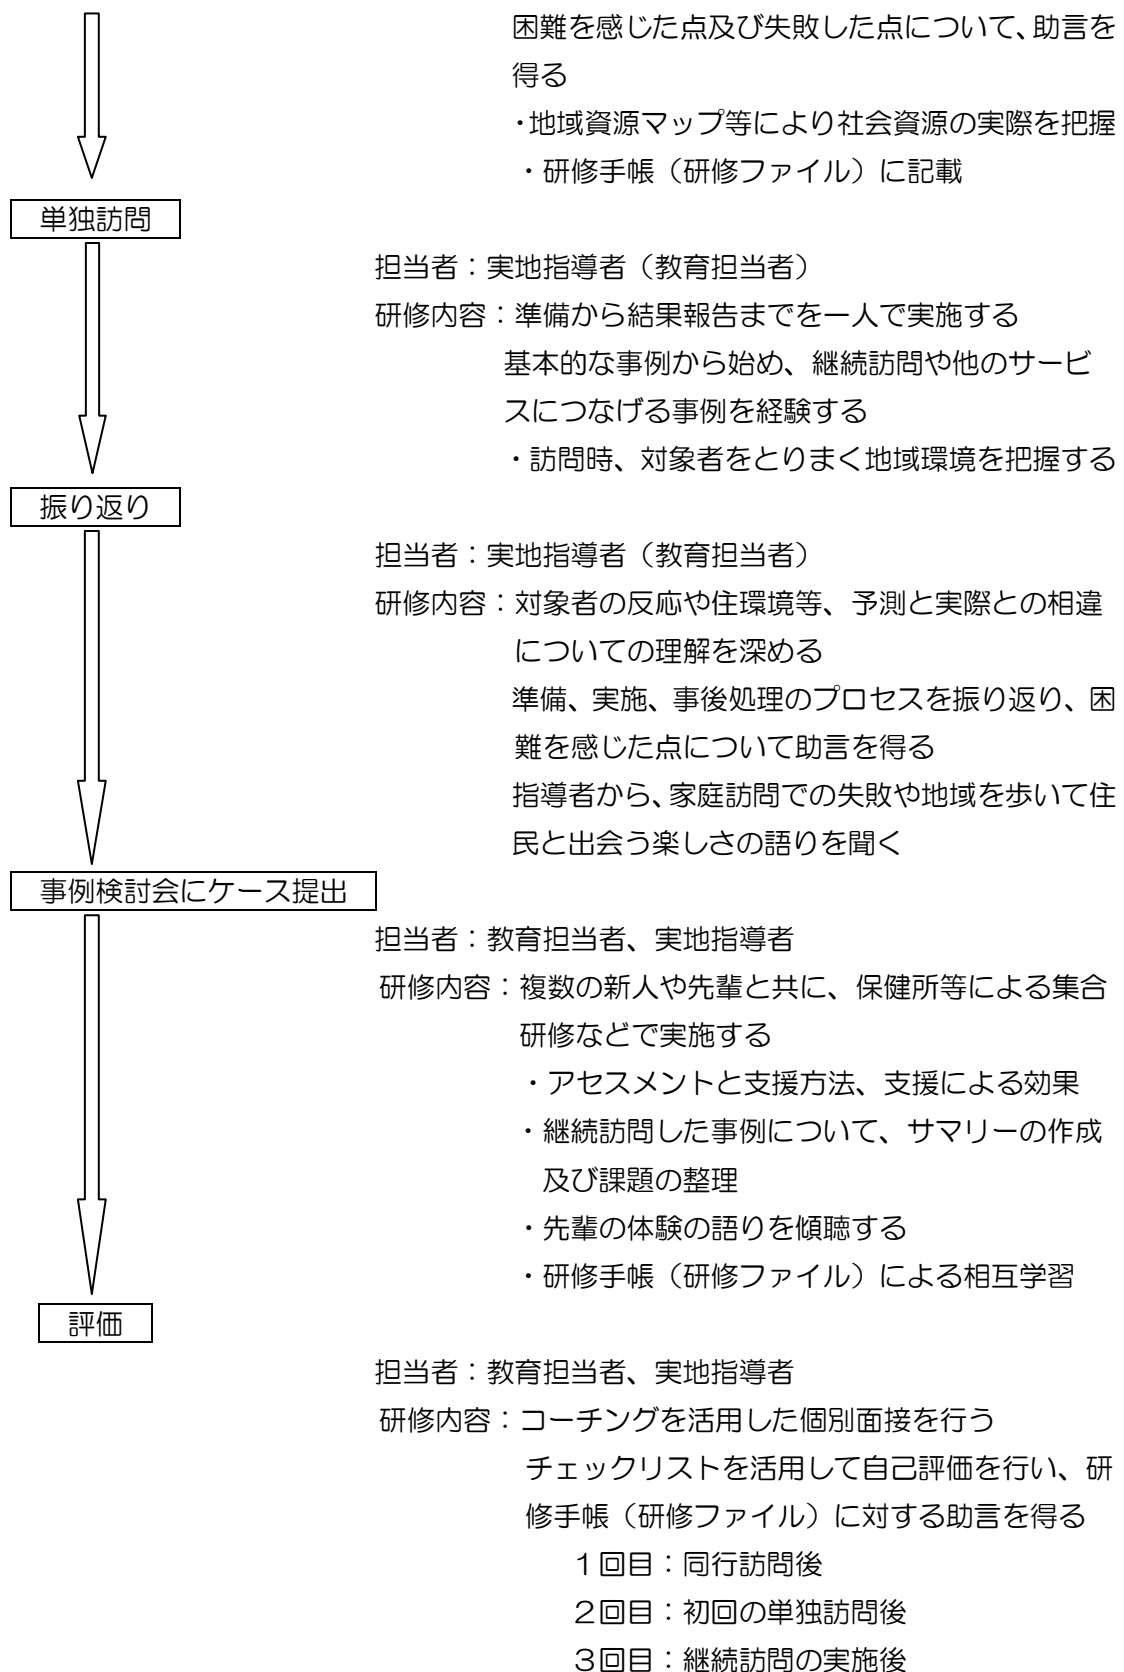 困難を感じた点及び失敗した点について、助言を
得る
・地域資源マップ等により社会資源の実際を把握
・研修手帳（研修ファイル）に記載
単独訪問
担当者：実地指導者（教育担当者）
研修内容：準備から結果報告までを一人で実施する
基本的な事例から始め、継続訪問や他のサービ
スにつなげる事例を経験する
・訪問時、対象者をとりまく地域環境を把握する
振り返り
担当者：実地指導者（教育担当者）
研修内容：対象者の反応や住環境等、予測と実際との相違
についての理解を深める
準備、実施、事後処理のプロセスを振り返り、困
難を感じた点について助言を得る
指導者から、家庭訪問での失敗や地域を歩いて住
民と出会う楽しさの語りを聞く
事例検討会にケース提出
担当者：教育担当者、実地指導者
研修内容：複数の新人や先輩と共に、保健所等による集合
研修などで実施する
・アセスメントと支援方法、支援による効果
・継続訪問した事例について、サマリーの作成
及び課題の整理
・先輩の体験の語りを傾聴する
・研修手帳（研修ファイル）による相互学習
評価
担当者：教育担当者、実地指導者
研修内容：コーチングを活用した個別面接を行う
チェックリストを活用して自己評価を行い、研
修手帳（研修ファイル）に対する助言を得る
１回目：同行訪問後
２回目：初回の単独訪問後
３回目：継続訪問の実施後